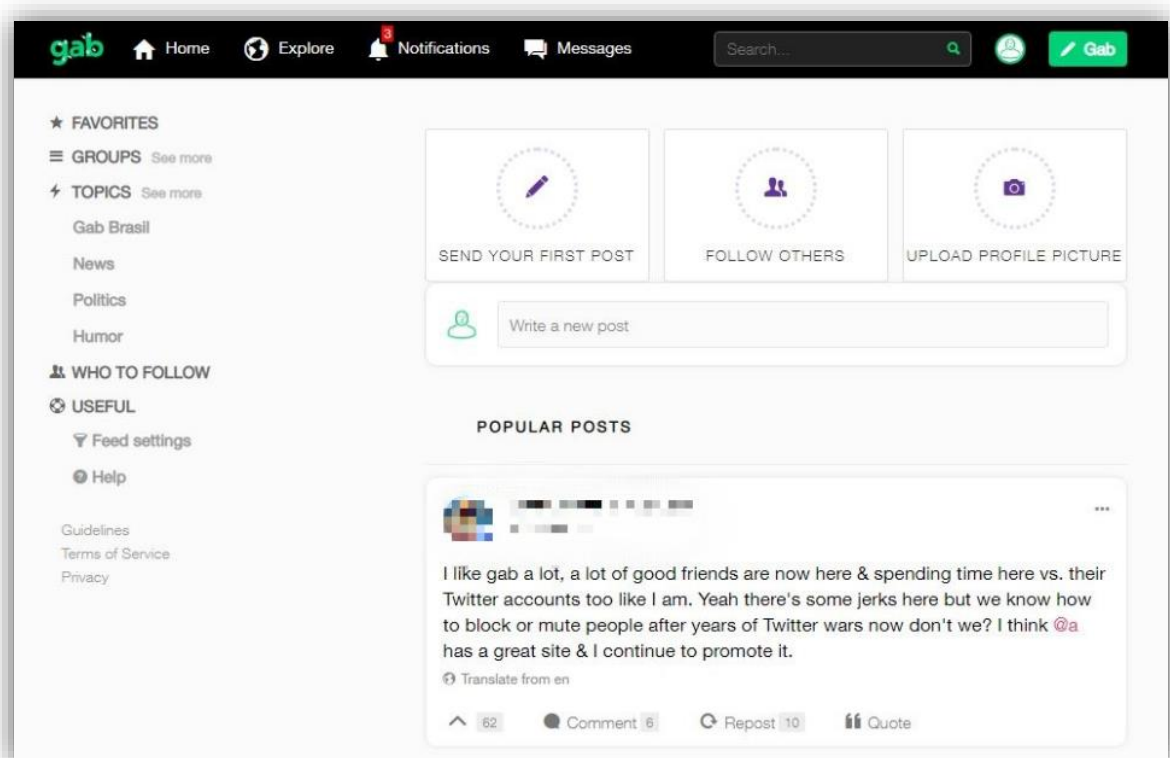 gab Home Explore 3 Notifications Messages Search... Gab
FAVORITES
GROUPS See more
TOPICS See more
Gab Brasil
News
Politics
Humor
WHO TO FOLLOW
USEFUL
Feed settings
Help
Guidelines
Terms of Service
Privacy
SEND YOUR FIRST POST
FOLLOW OTHERS
UPLOAD PROFILE PICTURE
Write a new post
POPULAR POSTS
I like gab a lot, a lot of good friends are now here & spending time here vs. their
Twitter accounts too like I am. Yeah there's some jerks here but we know how
to block or mute people after years of Twitter wars now don't we? I think @a
has a great site & I continue to promote it.
Translate from en
62 Comment 6 Repost 10 Quote